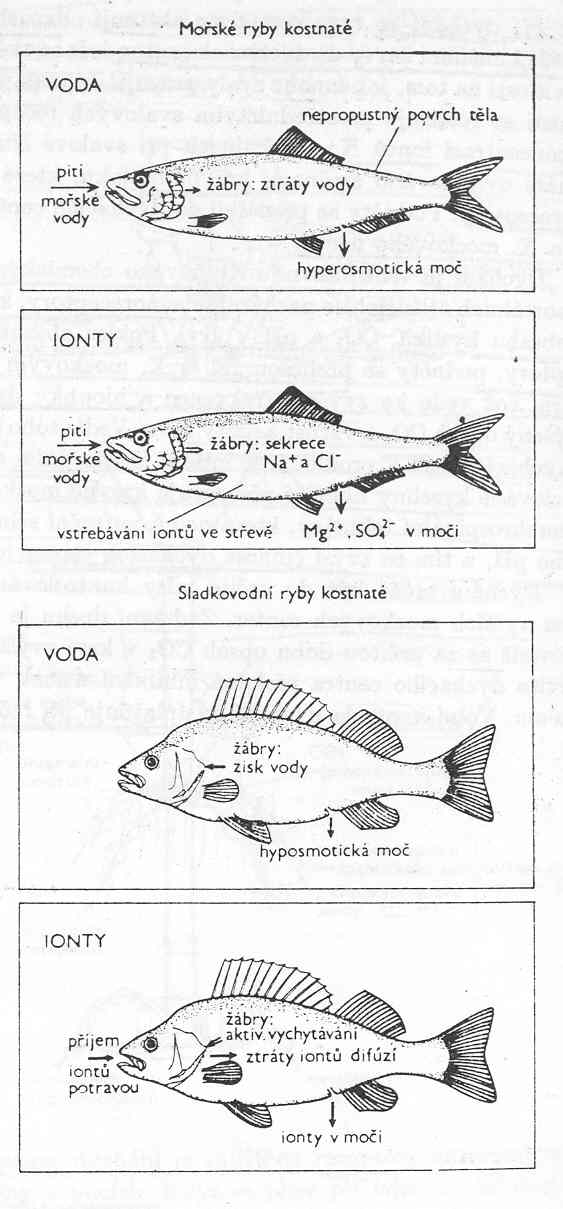 Mořské ryby kostnaté
VODA
nepropustný povrch těla
pití
mořské
vody
žábry: ztráty vody
hyperosmotická moč
IONTY
pití
mořské
vody
žábry: sekrece
Na⁺ a Cl⁻
vstřebávání iontů ve střevě
Mg²⁺, SO₄²⁻ v moči
Sladkovodní ryby kostnaté
VODA
žábry:
zisk vody
hyposmotická moč
IONTY
příjem
iontů
potravou
žábry:
aktiv. vychytávání
ztráty iontů difúzí
ionty v moči